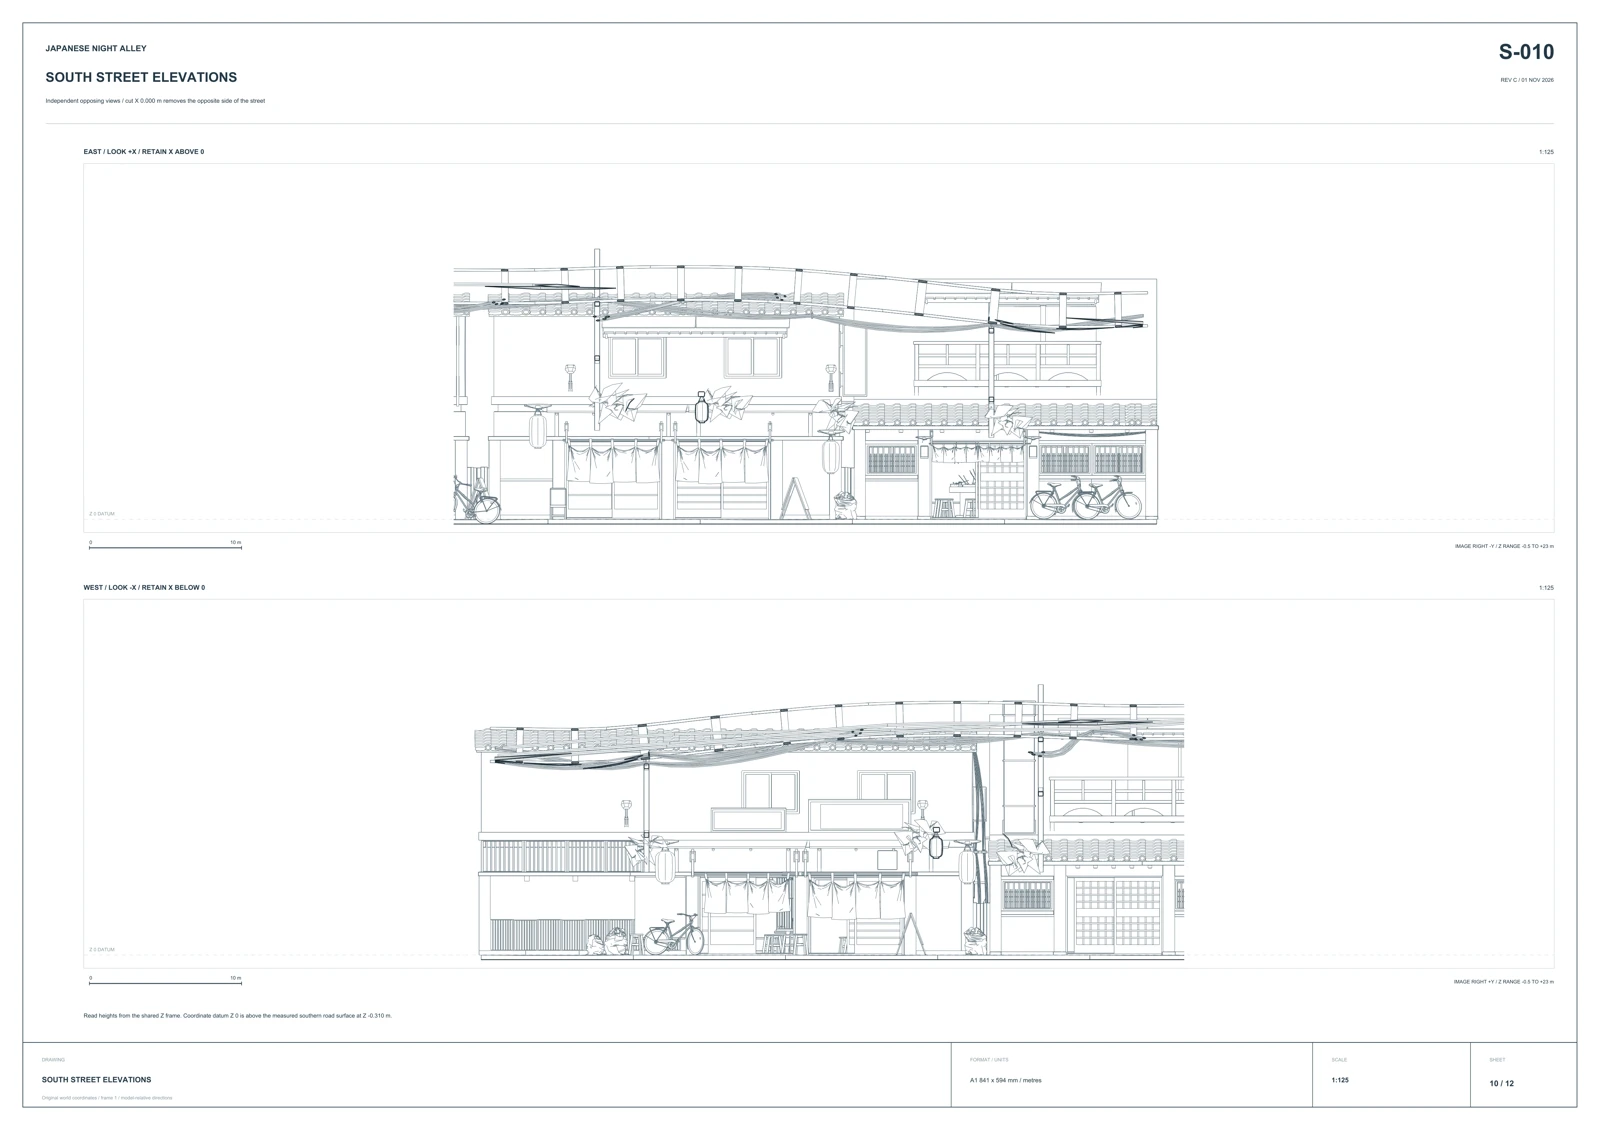 JAPANESE NIGHT ALLEY
S-010
SOUTH STREET ELEVATIONS
REV C / 01 NOV 2026
Independent opposing views / cut X 0.000 m removes the opposite side of the street
EAST / LOOK +X / RETAIN X ABOVE 0
1:125
Z 0 DATUM
0 10 m
IMAGE RIGHT -Y / Z RANGE -0.5 TO +23 m
WEST / LOOK -X / RETAIN X BELOW 0
1:125
Z 0 DATUM
0 10 m
IMAGE RIGHT +Y / Z RANGE -0.5 TO +23 m
Read heights from the shared Z frame. Coordinate datum Z 0 is above the measured southern road surface at Z -0.310 m.
DRAWING
SOUTH STREET ELEVATIONS
Original world coordinates / frame 1 / model-relative directions
FORMAT / UNITS
A1 841 x 594 mm / metres
SCALE
1:125
SHEET
10 / 12